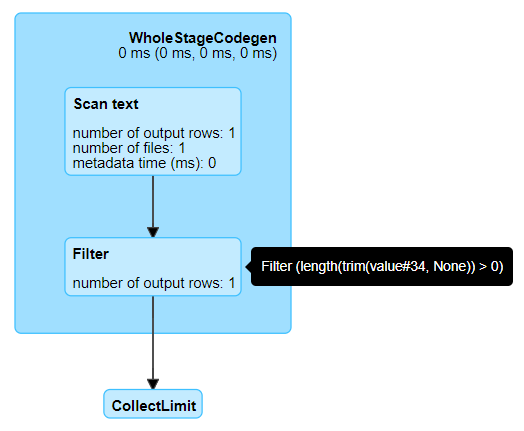 WholeStageCodegen
0 ms (0 ms, 0 ms, 0 ms)
Scan text
number of output rows: 1
number of files: 1
metadata time (ms): 0
Filter
number of output rows: 1
Filter (length(trim(value#34, None)) > 0)
CollectLimit